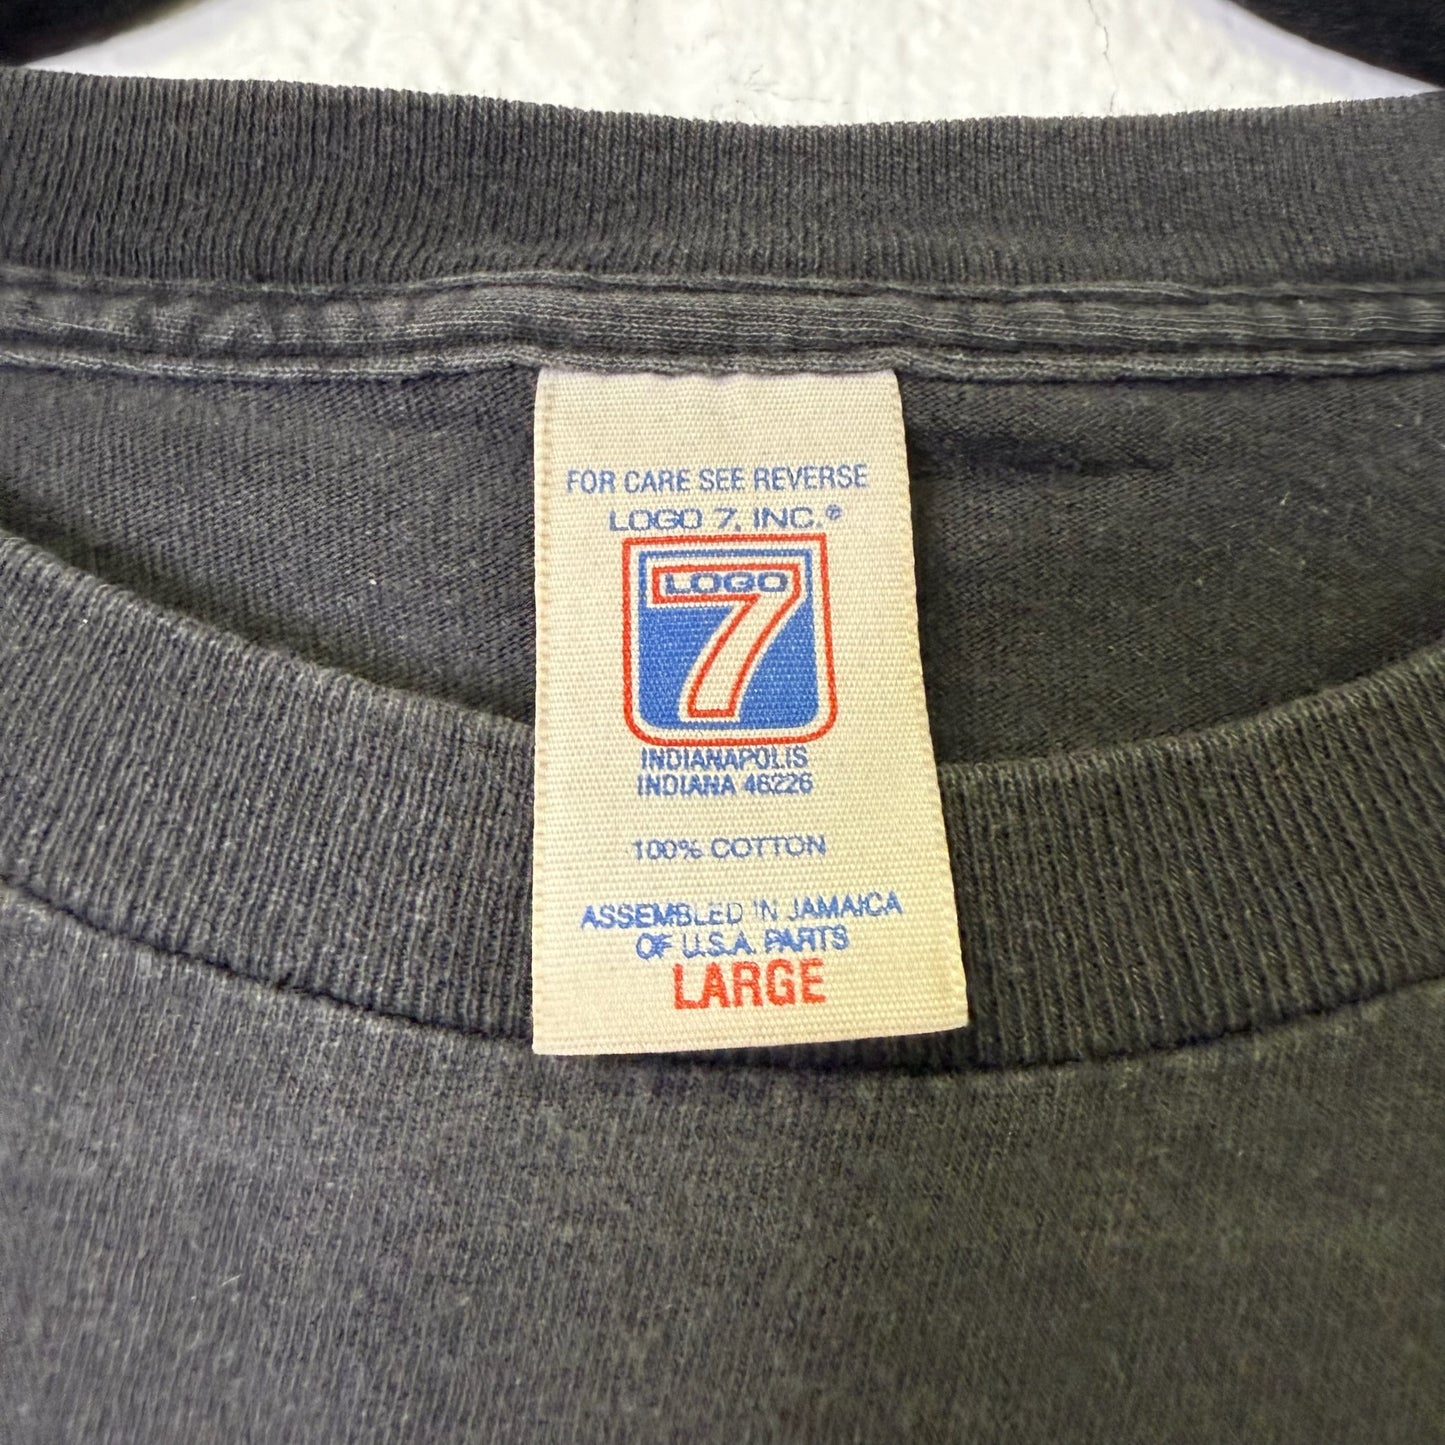 FOR CARE SEE REVERSE
LOGO 7, INC.®
LOGO
7
INDIANAPOLIS
INDIANA 46226
100% COTTON
ASSEMBLED IN JAMAICA
OF U.S.A. PARTS
LARGE